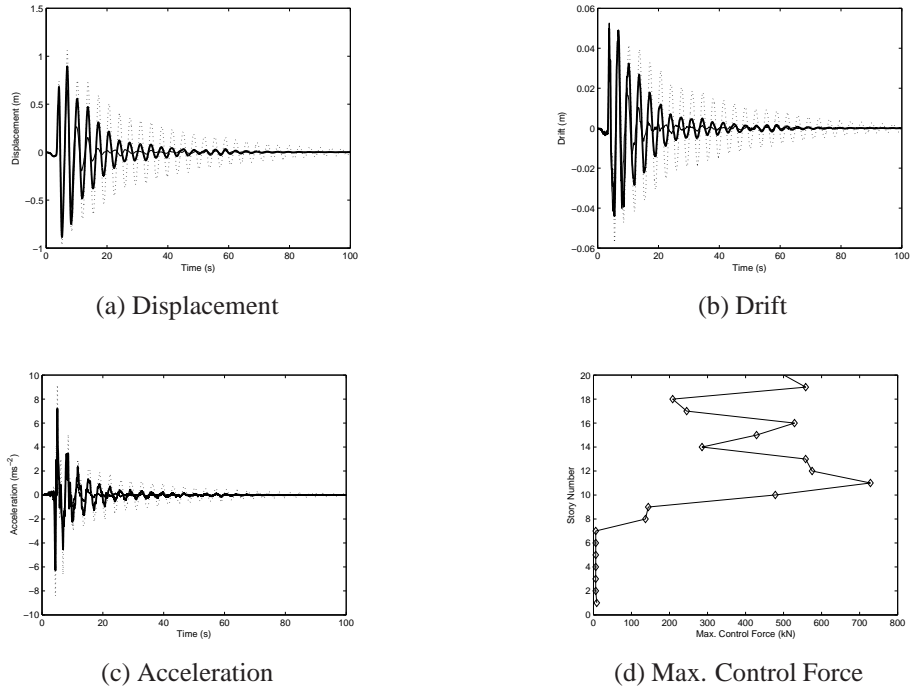 1.5
1
0.5
0
−0.5
−1
0 20 40 60 80 100
Displacement (m)
Time (s)
(a) Displacement
0.06
0.04
0.02
0
−0.02
−0.04
−0.06
0 20 40 60 80 100
Drift (m)
Time (s)
(b) Drift
10
8
6
4
2
0
−2
−4
−6
−8
−10
0 20 40 60 80 100
Acceleration (ms⁻²)
Time (s)
(c) Acceleration
20
18
16
14
12
10
8
6
4
2
0
0 100 200 300 400 500 600 700 800
Story Number
Max. Control Force (kN)
(d) Max. Control Force